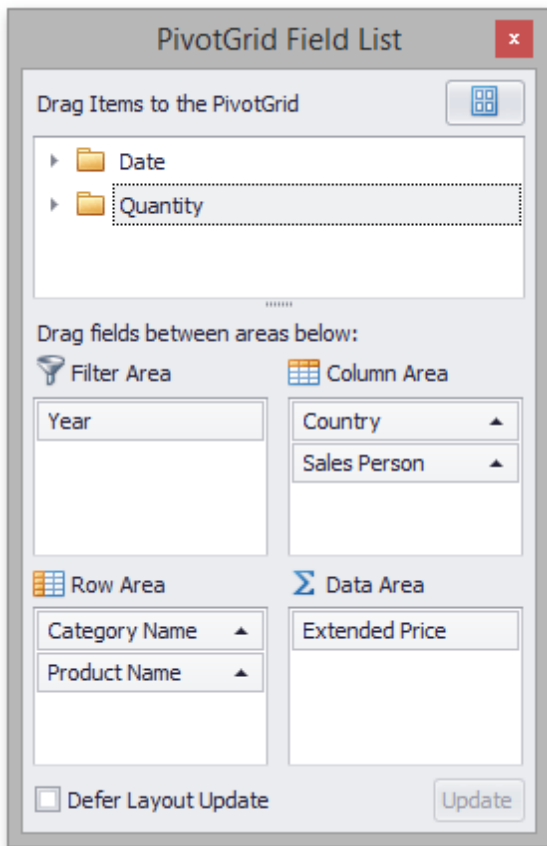 PivotGrid Field List
x
Drag Items to the PivotGrid
Date
Quantity
Drag fields between areas below:
Filter Area
Year
Column Area
Country
Sales Person
Row Area
Category Name
Product Name
Σ Data Area
Extended Price
Defer Layout Update
Update